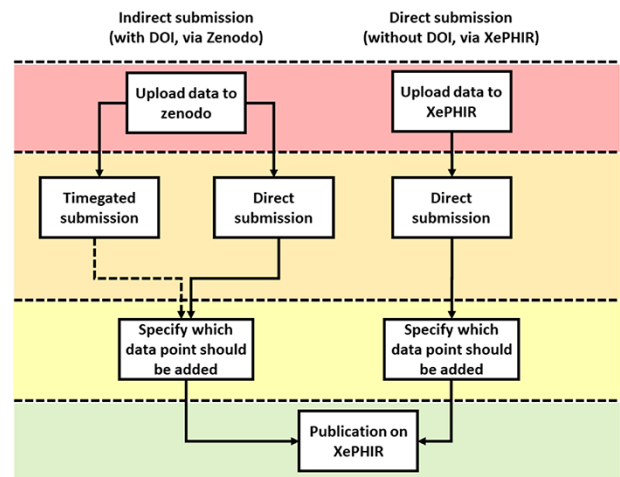 Indirect submission
(with DOI, via Zenodo)
Direct submission
(without DOI, via XePHIR)
Upload data to
zenodo
Upload data to
XePHIR
Timegated
submission
Direct
submission
Direct
submission
Specify which
data point should
be added
Specify which
data point should
be added
Publication on
XePHIR